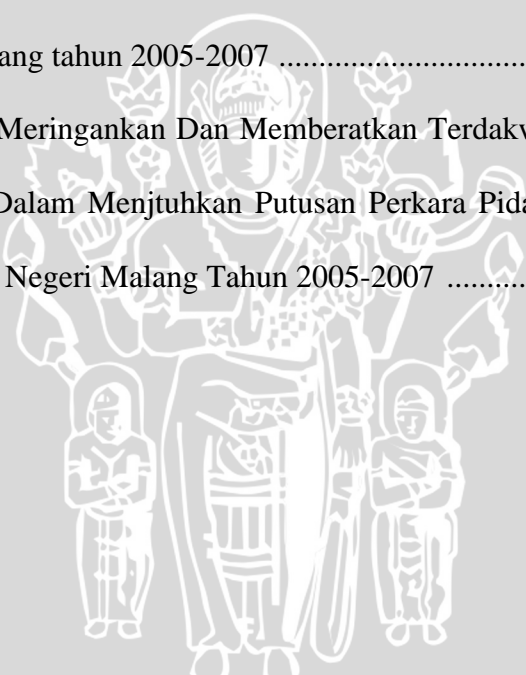 ang tahun 2005-2007 ............................
Meringankan Dan Memberatkan Terdakw
Dalam Menjtuhkan Putusan Perkara Pida
Negeri Malang Tahun 2005-2007 ..........